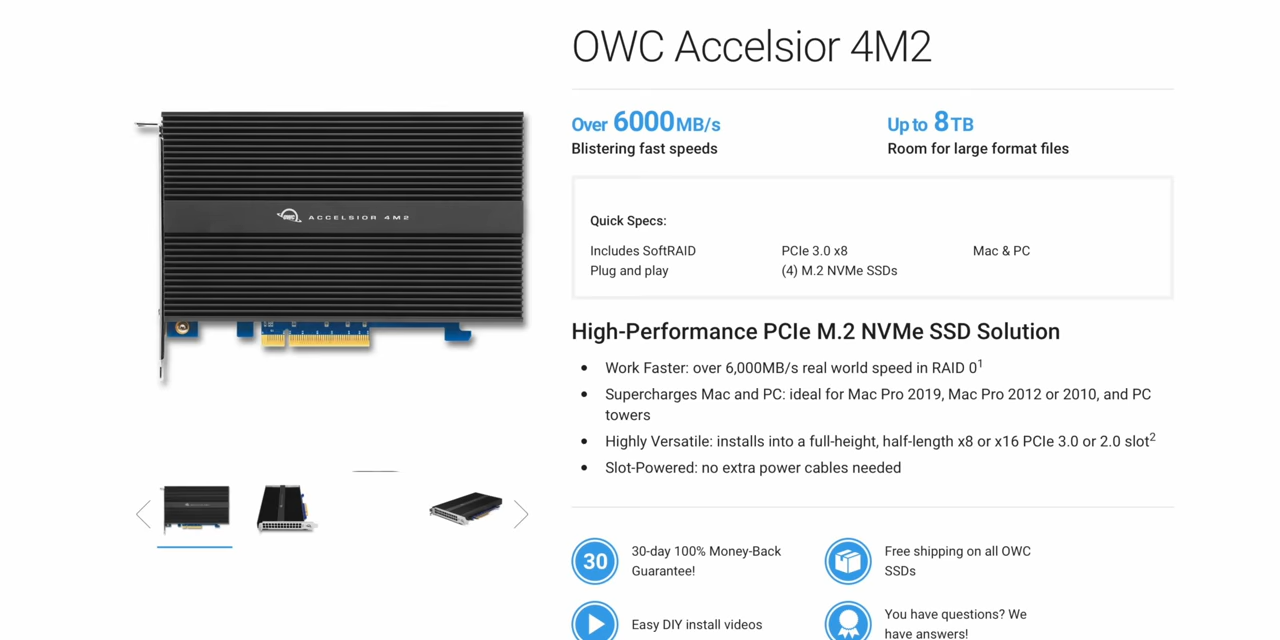 OWC Accelsior 4M2
Over 6000MB/s
Up to 8TB
Blistering fast speeds
Room for large format files
OWC ACCELSIOR 4M2
Quick Specs:
Includes SoftRAID
PCIe 3.0 x8
Mac & PC
Plug and play
(4) M.2 NVMe SSDs
High-Performance PCIe M.2 NVMe SSD Solution
• Work Faster: over 6,000MB/s real world speed in RAID 0¹
• Supercharges Mac and PC: ideal for Mac Pro 2019, Mac Pro 2012 or 2010, and PC
towers
• Highly Versatile: installs into a full-height, half-length x8 or x16 PCIe 3.0 or 2.0 slot²
• Slot-Powered: no extra power cables needed
30
30-day 100% Money-Back
Guarantee!
Free shipping on all OWC
SSDs
Easy DIY install videos
You have questions? We
have answers!